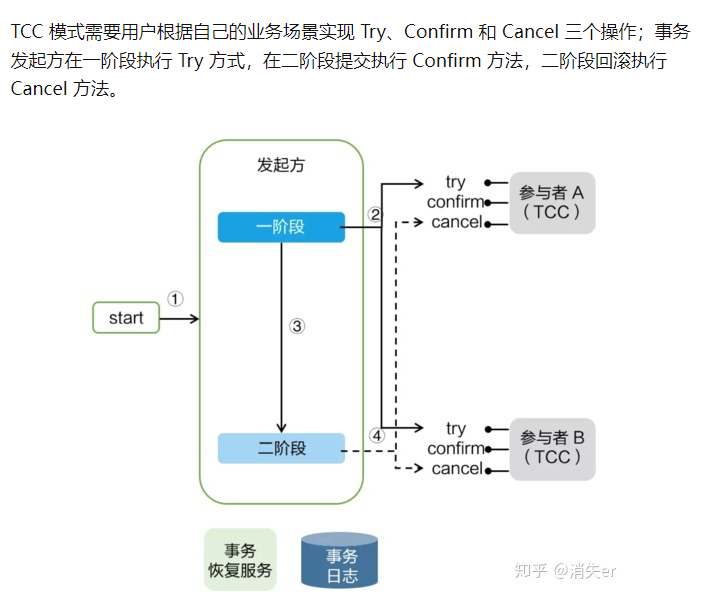 TCC 模式需要用户根据自己的业务场景实现 Try、Confirm 和 Cancel 三个操作；事务
发起方在一阶段执行 Try 方式，在二阶段提交执行 Confirm 方法，二阶段回滚执行
Cancel 方法。
发起方
一阶段
②
try
confirm
cancel
参与者 A
（TCC）
start
①
③
二阶段
④
try
confirm
cancel
参与者 B
（TCC）
事务
恢复服务
事务
日志
知乎 @消失er